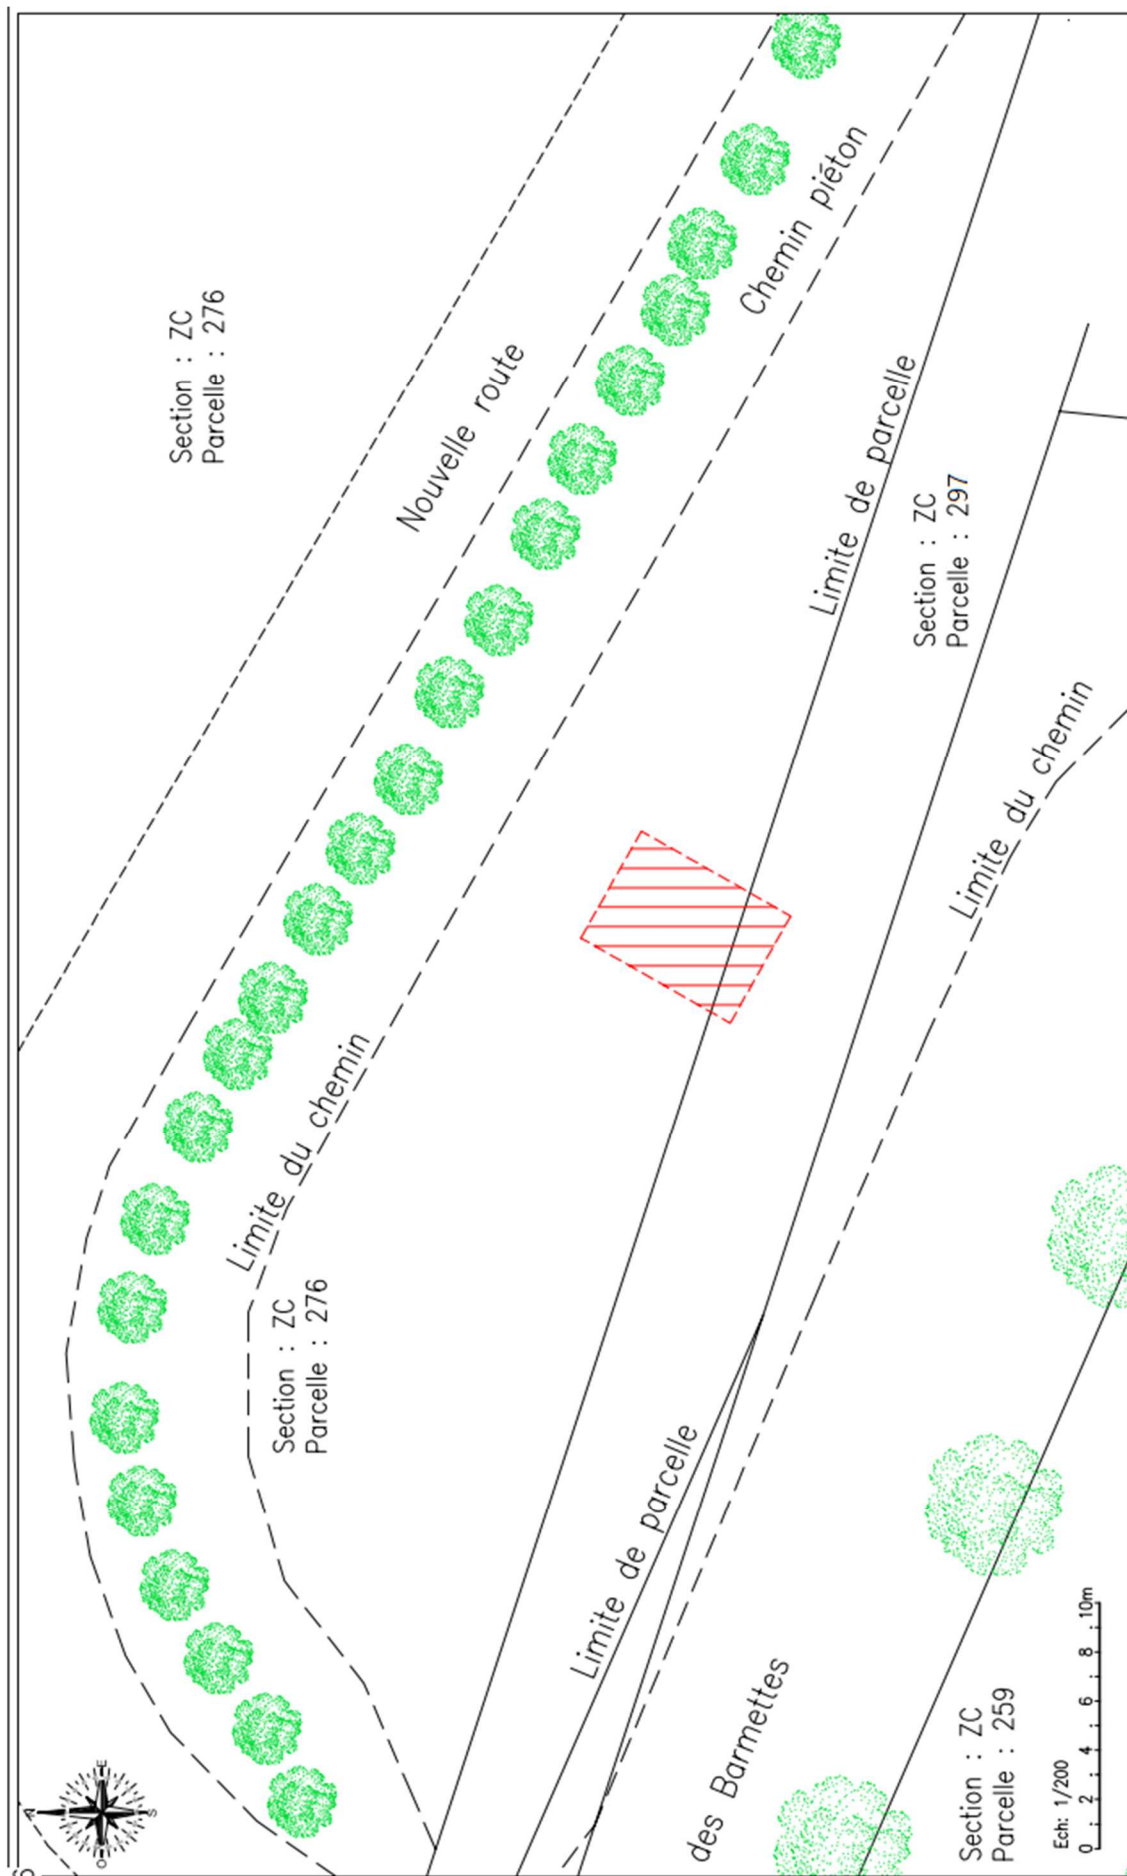 Section : ZC
Parcelle : 276
Nouvelle route
Chemin piéton
Limite de parcelle
Section : ZC
Parcelle : 297
Limite du chemin
Limite du chemin
Section : ZC
Parcelle : 276
Limite de parcelle
des Barmettes
Section : ZC
Parcelle : 259
Ech: 1/200
0 2 4 6 8 10m
N
E
S
O